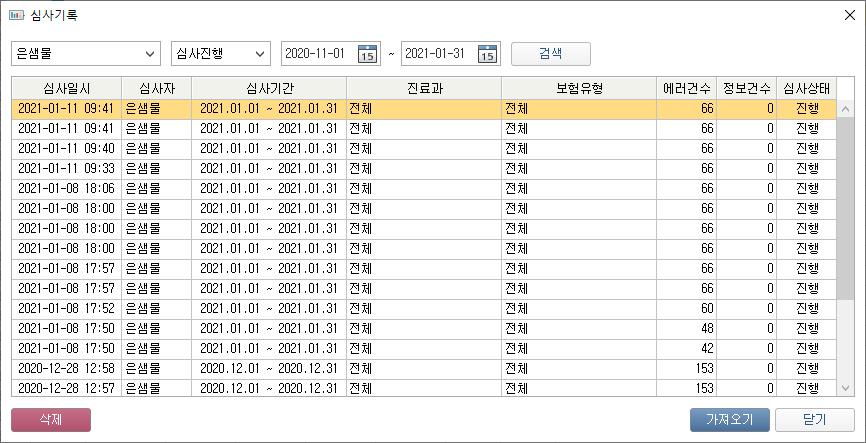 심사기록
은샘물 심사진행 2020-11-01 15 ~ 2021-01-31 15 검색
심사일시 심사자 심사기간 진료과 보험유형 에러건수 정보건수 심사상태
2021-01-11 09:41 은샘물 2021.01.01 ~ 2021.01.31 전체 전체 66 0 진행
2021-01-11 09:41 은샘물 2021.01.01 ~ 2021.01.31 전체 전체 66 0 진행
2021-01-11 09:40 은샘물 2021.01.01 ~ 2021.01.31 전체 전체 66 0 진행
2021-01-11 09:33 은샘물 2021.01.01 ~ 2021.01.31 전체 전체 66 0 진행
2021-01-08 18:06 은샘물 2021.01.01 ~ 2021.01.31 전체 전체 66 0 진행
2021-01-08 18:00 은샘물 2021.01.01 ~ 2021.01.31 전체 전체 66 0 진행
2021-01-08 18:00 은샘물 2021.01.01 ~ 2021.01.31 전체 전체 66 0 진행
2021-01-08 18:00 은샘물 2021.01.01 ~ 2021.01.31 전체 전체 66 0 진행
2021-01-08 17:57 은샘물 2021.01.01 ~ 2021.01.31 전체 전체 66 0 진행
2021-01-08 17:57 은샘물 2021.01.01 ~ 2021.01.31 전체 전체 66 0 진행
2021-01-08 17:52 은샘물 2021.01.01 ~ 2021.01.31 전체 전체 60 0 진행
2021-01-08 17:50 은샘물 2021.01.01 ~ 2021.01.31 전체 전체 48 0 진행
2021-01-08 17:50 은샘물 2021.01.01 ~ 2021.01.31 전체 전체 42 0 진행
2020-12-28 12:58 은샘물 2020.12.01 ~ 2020.12.31 전체 전체 153 0 진행
2020-12-28 12:57 은샘물 2020.12.01 ~ 2020.12.31 전체 전체 153 0 진행
삭제 가져오기 닫기